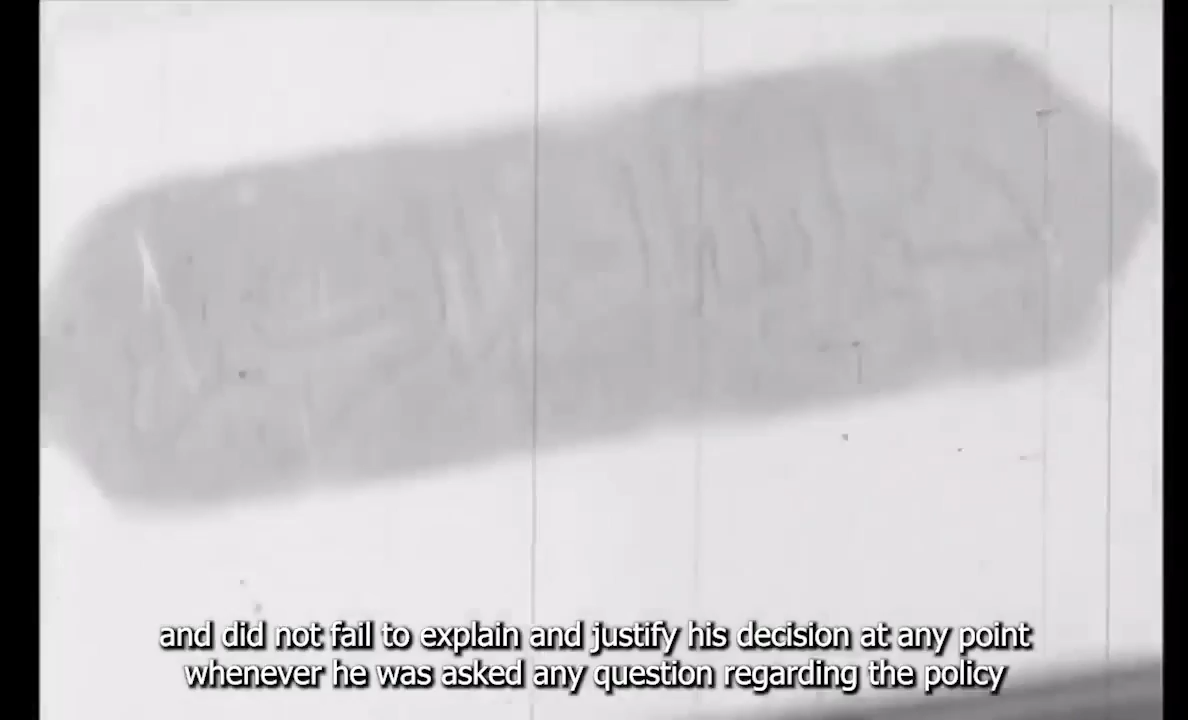 and did not fail to explain and justify his decision at any point
whenever he was asked any question regarding the policy